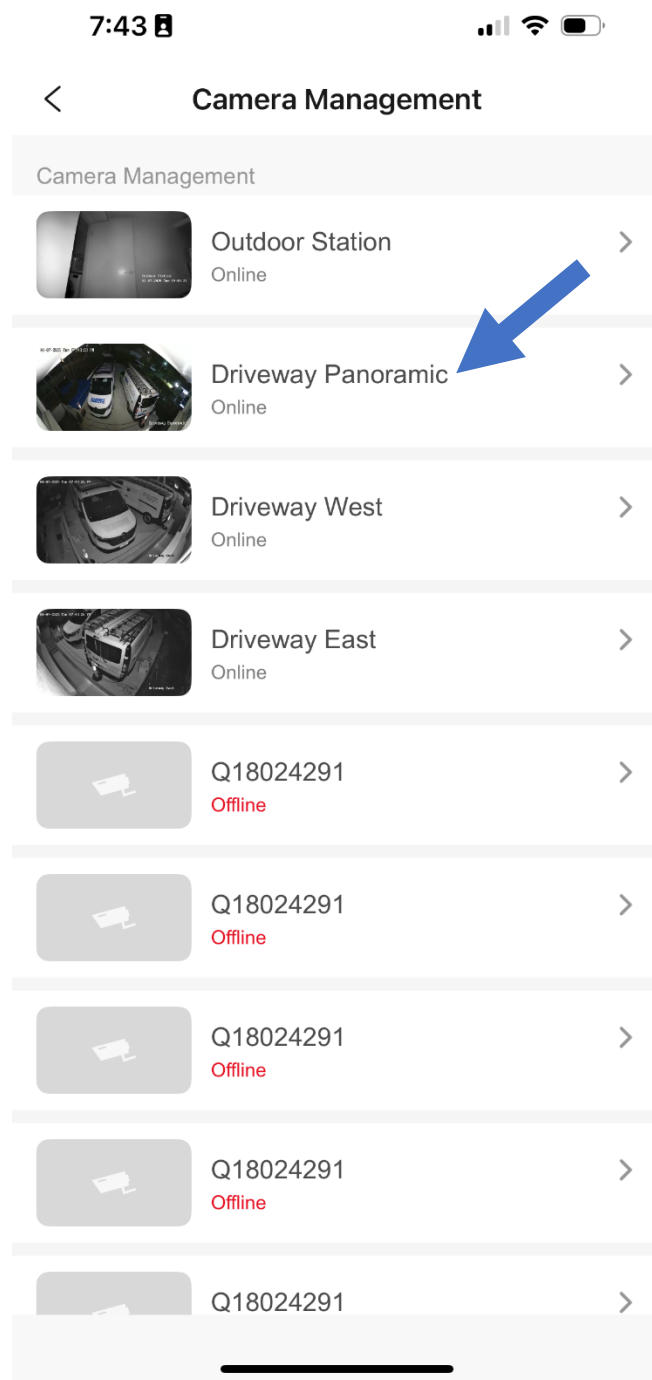 7:43
Camera Management
Camera Management
Outdoor Station
Online
Driveway Panoramic
Online
Driveway West
Online
Driveway East
Online
Q18024291
Offline
Q18024291
Offline
Q18024291
Offline
Q18024291
Offline
Q18024291